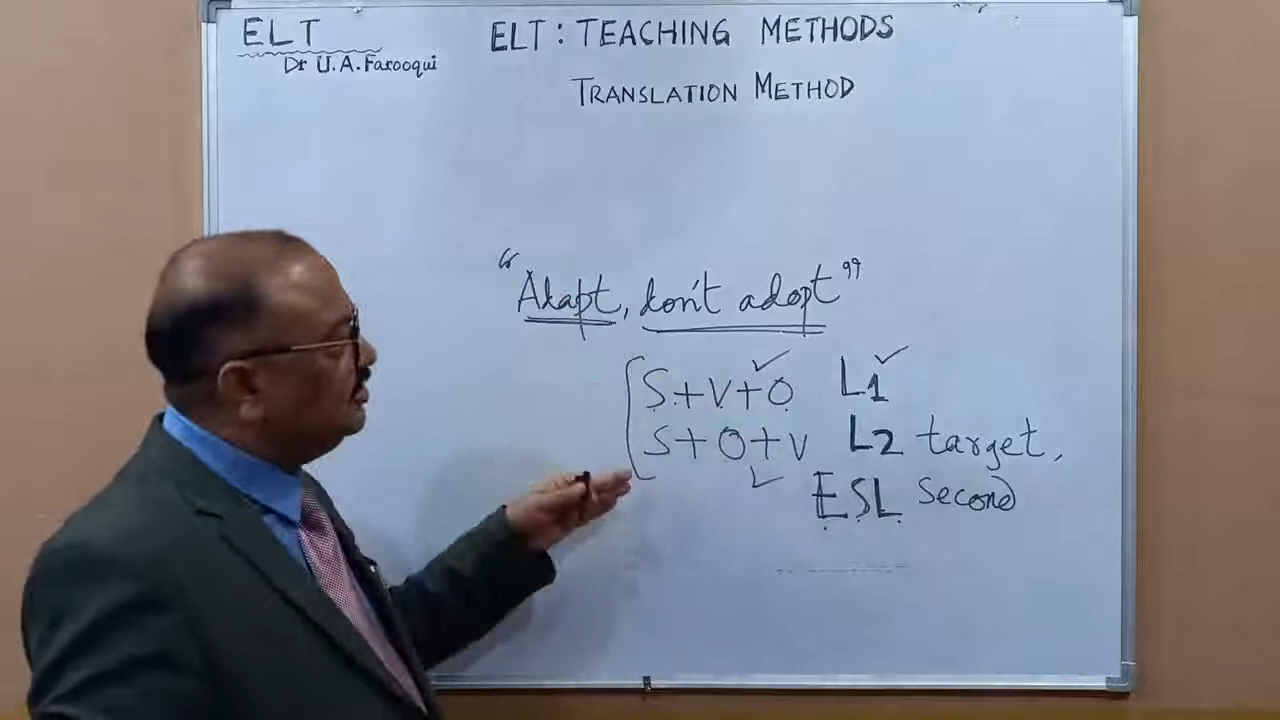 ELT
Dr U.A. Farooqui
ELT: TEACHING METHODS
TRANSLATION METHOD
"Adapt, don't adopt"
S+V+O L1
S+O+V L2 target,
ESL Second